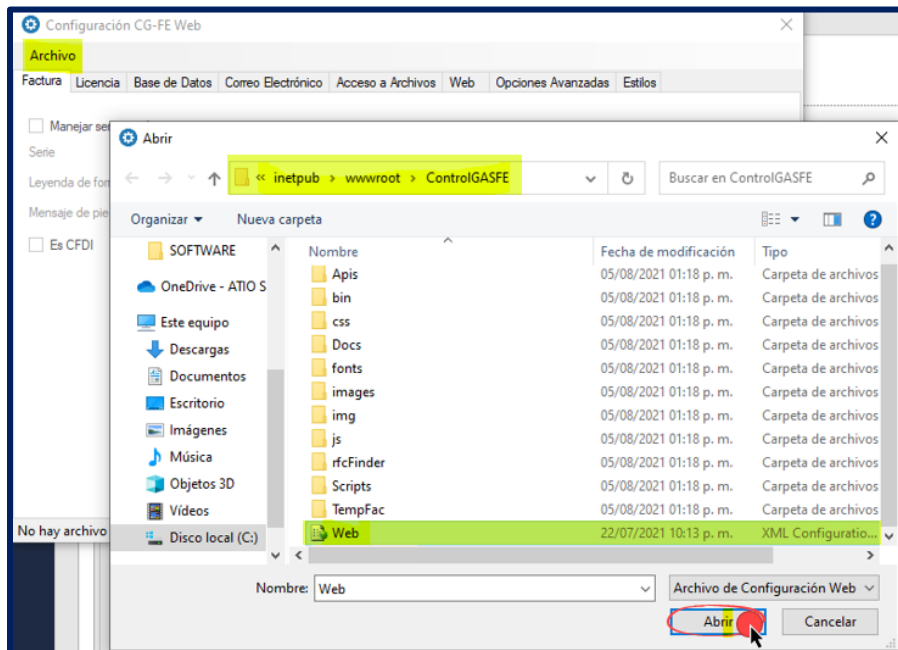 Configuración CG-FE Web
Archivo
Factura Licencia Base de Datos Correo Electrónico Acceso a Archivos Web Opciones Avanzadas Estilos
Manejar
Serie
Leyenda de
Mensaje de
Es CFDI
No hay archivo
Abrir
« inetpub › wwwroot › ControlGASFE
Buscar en ControlGASFE
Organizar Nueva carpeta
SOFTWARE
OneDrive - ATIO S
Este equipo
Descargas
Documentos
Escritorio
Imágenes
Música
Objetos 3D
Vídeos
Disco local (C:)
Nombre Fecha de modificación Tipo
Apis 05/08/2021 01:18 p. m. Carpeta de archivos
bin 05/08/2021 01:18 p. m. Carpeta de archivos
css 05/08/2021 01:18 p. m. Carpeta de archivos
Docs 05/08/2021 01:18 p. m. Carpeta de archivos
fonts 05/08/2021 01:18 p. m. Carpeta de archivos
images 05/08/2021 01:18 p. m. Carpeta de archivos
img 05/08/2021 01:18 p. m. Carpeta de archivos
js 05/08/2021 01:18 p. m. Carpeta de archivos
rfcFinder 05/08/2021 01:18 p. m. Carpeta de archivos
Scripts 05/08/2021 01:18 p. m. Carpeta de archivos
TempFac 05/08/2021 01:18 p. m. Carpeta de archivos
Web 22/07/2021 10:13 p. m. XML Configuratio...
Nombre: Web Archivo de Configuración Web
Abrir Cancelar